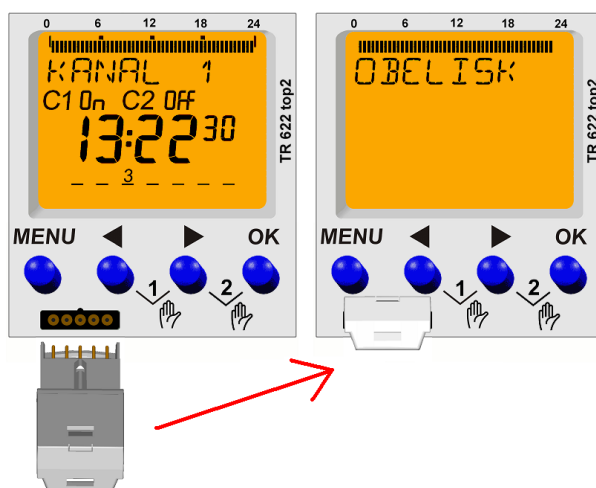 0 6 12 18 24
KANAL 1
C1 On C2 Off
13:22 30
3
TR 622 top2
MENU ◀ ▶ OK
1 2
0 6 12 18 24
OBELISK
TR 622 top2
MENU ◀ ▶ OK
1 2